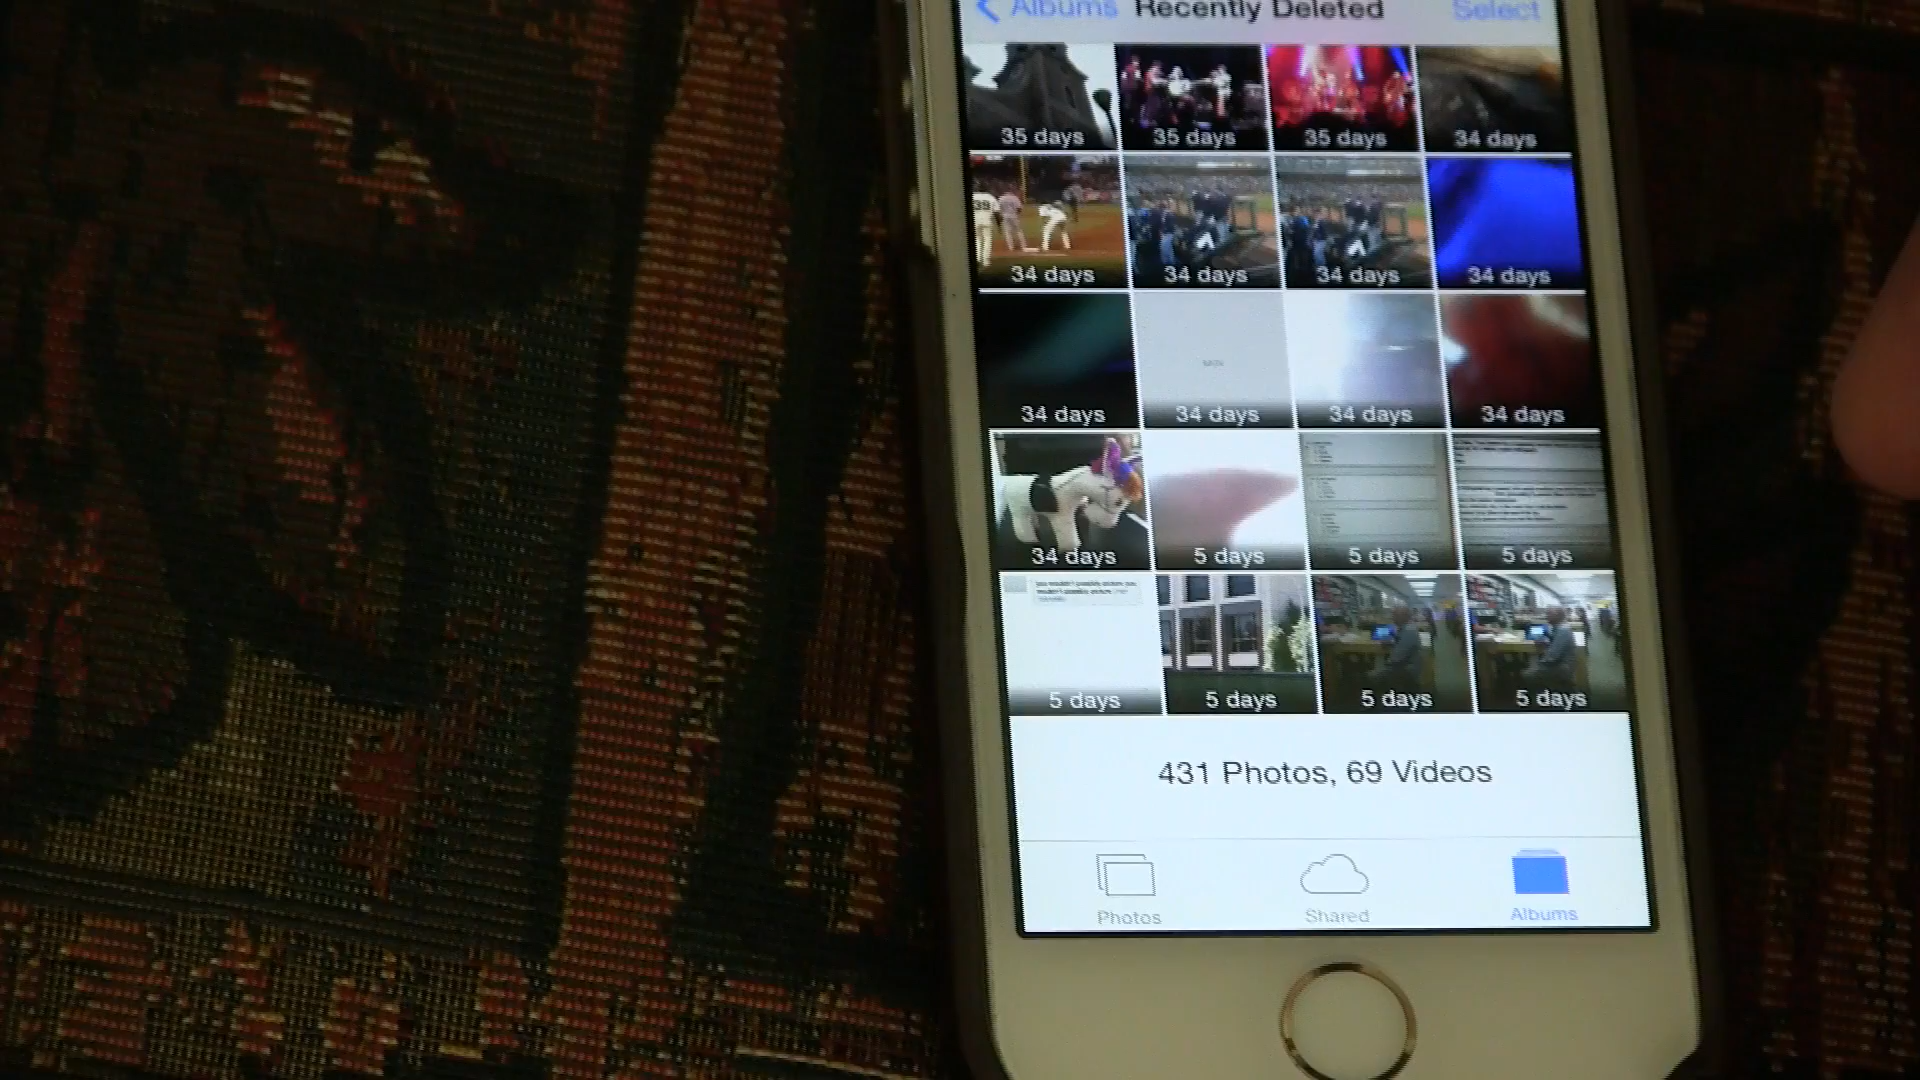 Albums Recently Deleted Select
35 days 35 days 35 days 34 days
39
34 days 34 days 34 days 34 days
34 days 34 days 34 days 34 days
34 days 5 days 5 days 5 days
5 days 5 days 5 days 5 days
431 Photos, 69 Videos
Photos Shared Albums